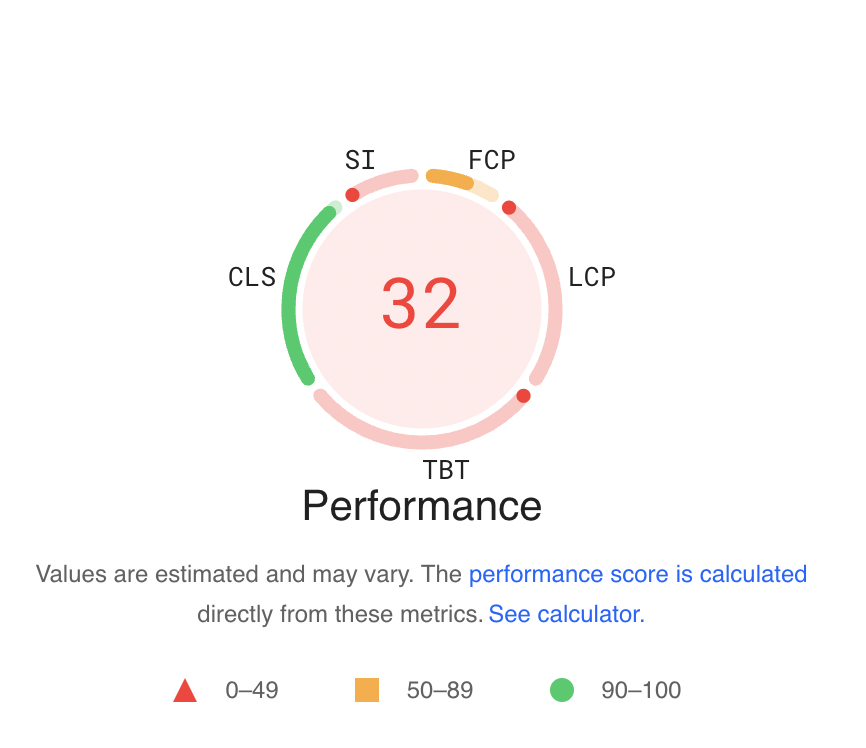 SI
FCP
CLS
32
LCP
TBT
Performance
Values are estimated and may vary. The performance score is calculated
directly from these metrics. See calculator.
0–49
50–89
90–100